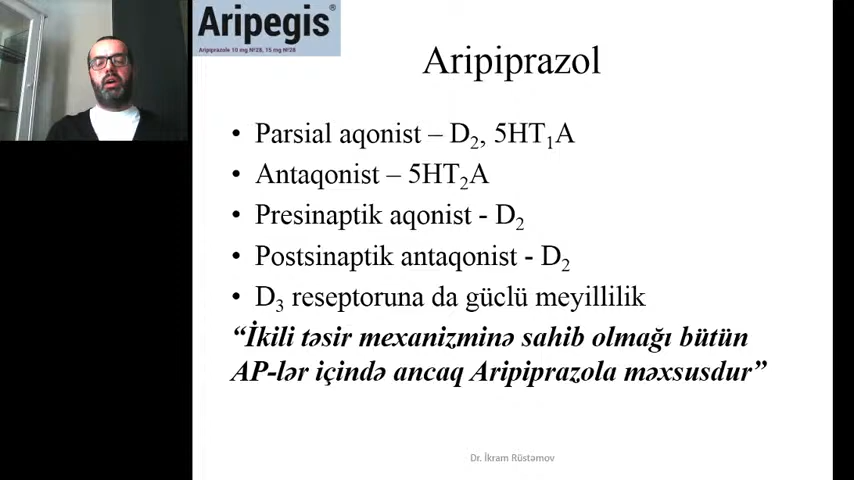 Aripegis®
Aripiprazole 10 mg №28, 15 mg №28
Aripiprazol
• Parsial aqonist – D₂, 5HT₁A
• Antaqonist – 5HT₂A
• Presinaptik aqonist - D₂
• Postsinaptik antaqonist - D₂
• D₃ reseptoruna da güclü meyillilik
“İkili təsir mexanizminə sahib olmağı bütün
AP-lər içində ancaq Aripiprazola məxsusdur”
Dr. İkram Rüstəmov